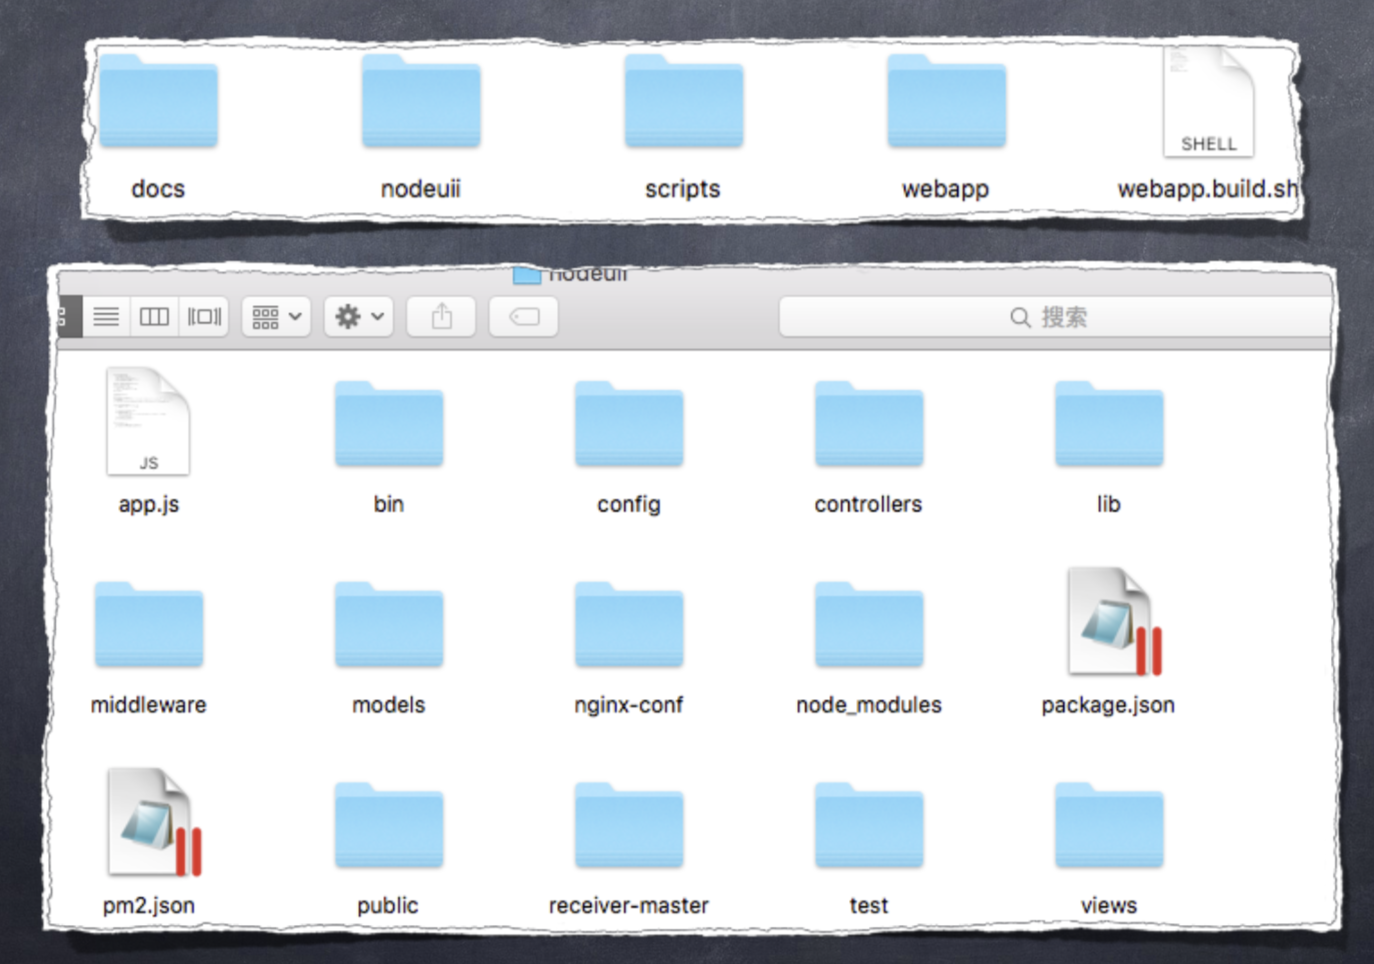 SHELL
docs nodeuii scripts webapp webapp.build.sh
nodeuii
搜索
JS
app.js bin config controllers lib
middleware models nginx-conf node_modules package.json
pm2.json public receiver-master test views